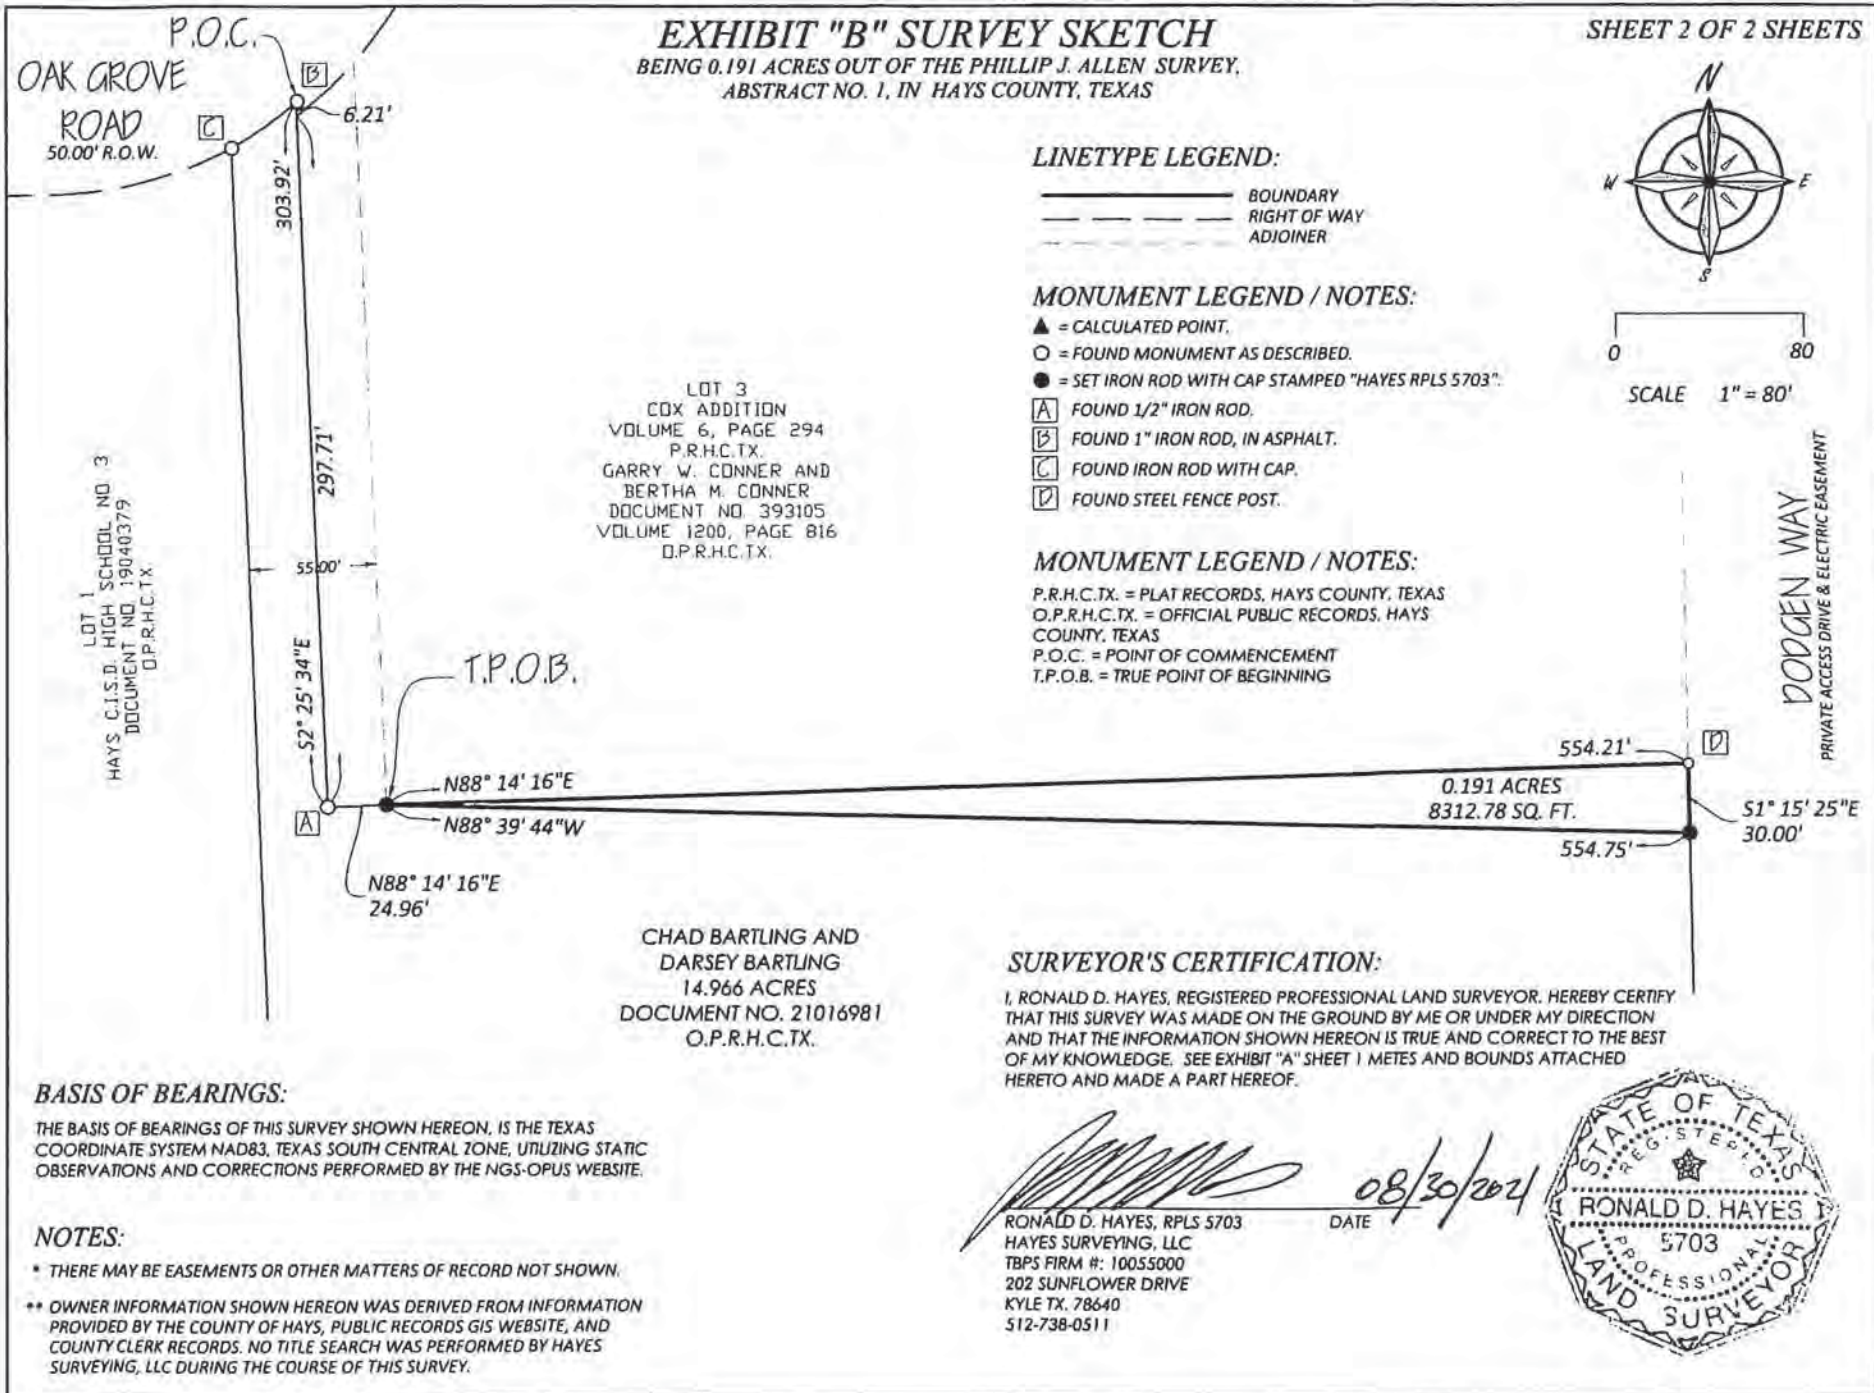 EXHIBIT "B" SURVEY SKETCH
BEING 0.191 ACRES OUT OF THE PHILLIP J. ALLEN SURVEY,
ABSTRACT NO. 1, IN HAYS COUNTY, TEXAS
SHEET 2 OF 2 SHEETS
P.O.C.
OAK GROVE
ROAD
50.00' R.O.W.
B
C
6.21'
303.92'
297.71'
55.00'
S2° 25' 34"E
LOT 1
HAYS C.I.S.D. HIGH SCHOOL NO 3
DOCUMENT NO. 19040379
O.P.R.H.C.TX.
LOT 3
COX ADDITION
VOLUME 6, PAGE 294
P.R.H.C.TX.
GARRY W. CONNER AND
BERTHA M. CONNER
DOCUMENT NO. 393105
VOLUME 1200, PAGE 816
O.P.R.H.C.TX.
LINETYPE LEGEND:
BOUNDARY
RIGHT OF WAY
ADJOINER
N
W
E
S
0 80
SCALE 1" = 80'
MONUMENT LEGEND / NOTES:
▲ = CALCULATED POINT.
○ = FOUND MONUMENT AS DESCRIBED.
● = SET IRON ROD WITH CAP STAMPED "HAYES RPLS 5703".
A FOUND 1/2" IRON ROD.
B FOUND 1" IRON ROD, IN ASPHALT.
C FOUND IRON ROD WITH CAP.
D FOUND STEEL FENCE POST.
MONUMENT LEGEND / NOTES:
P.R.H.C.TX. = PLAT RECORDS, HAYS COUNTY, TEXAS
O.P.R.H.C.TX. = OFFICIAL PUBLIC RECORDS, HAYS
COUNTY, TEXAS
P.O.C. = POINT OF COMMENCEMENT
T.P.O.B. = TRUE POINT OF BEGINNING
DODGEN WAY
PRIVATE ACCESS DRIVE & ELECTRIC EASEMENT
T.P.O.B.
A
N88° 14' 16"E
N88° 39' 44"W
N88° 14' 16"E
24.96'
554.21'
D
0.191 ACRES
8312.78 SQ. FT.
554.75'
S1° 15' 25"E
30.00'
CHAD BARTLING AND
DARSEY BARTLING
14.966 ACRES
DOCUMENT NO. 21016981
O.P.R.H.C.TX.
SURVEYOR'S CERTIFICATION:
I, RONALD D. HAYES, REGISTERED PROFESSIONAL LAND SURVEYOR, HEREBY CERTIFY
THAT THIS SURVEY WAS MADE ON THE GROUND BY ME OR UNDER MY DIRECTION
AND THAT THE INFORMATION SHOWN HEREON IS TRUE AND CORRECT TO THE BEST
OF MY KNOWLEDGE. SEE EXHIBIT "A" SHEET 1 METES AND BOUNDS ATTACHED
HERETO AND MADE A PART HEREOF.
08/30/2021
RONALD D. HAYES, RPLS 5703 DATE
HAYES SURVEYING, LLC
TBPS FIRM #: 10055000
202 SUNFLOWER DRIVE
KYLE TX. 78640
512-738-0511
STATE OF TEXAS
REGISTERED
RONALD D. HAYES
5703
PROFESSIONAL
LAND SURVEYOR
BASIS OF BEARINGS:
THE BASIS OF BEARINGS OF THIS SURVEY SHOWN HEREON, IS THE TEXAS
COORDINATE SYSTEM NAD83, TEXAS SOUTH CENTRAL ZONE, UTILIZING STATIC
OBSERVATIONS AND CORRECTIONS PERFORMED BY THE NGS-OPUS WEBSITE.
NOTES:
* THERE MAY BE EASEMENTS OR OTHER MATTERS OF RECORD NOT SHOWN.
** OWNER INFORMATION SHOWN HEREON WAS DERIVED FROM INFORMATION
PROVIDED BY THE COUNTY OF HAYS, PUBLIC RECORDS GIS WEBSITE, AND
COUNTY CLERK RECORDS. NO TITLE SEARCH WAS PERFORMED BY HAYES
SURVEYING, LLC DURING THE COURSE OF THIS SURVEY.